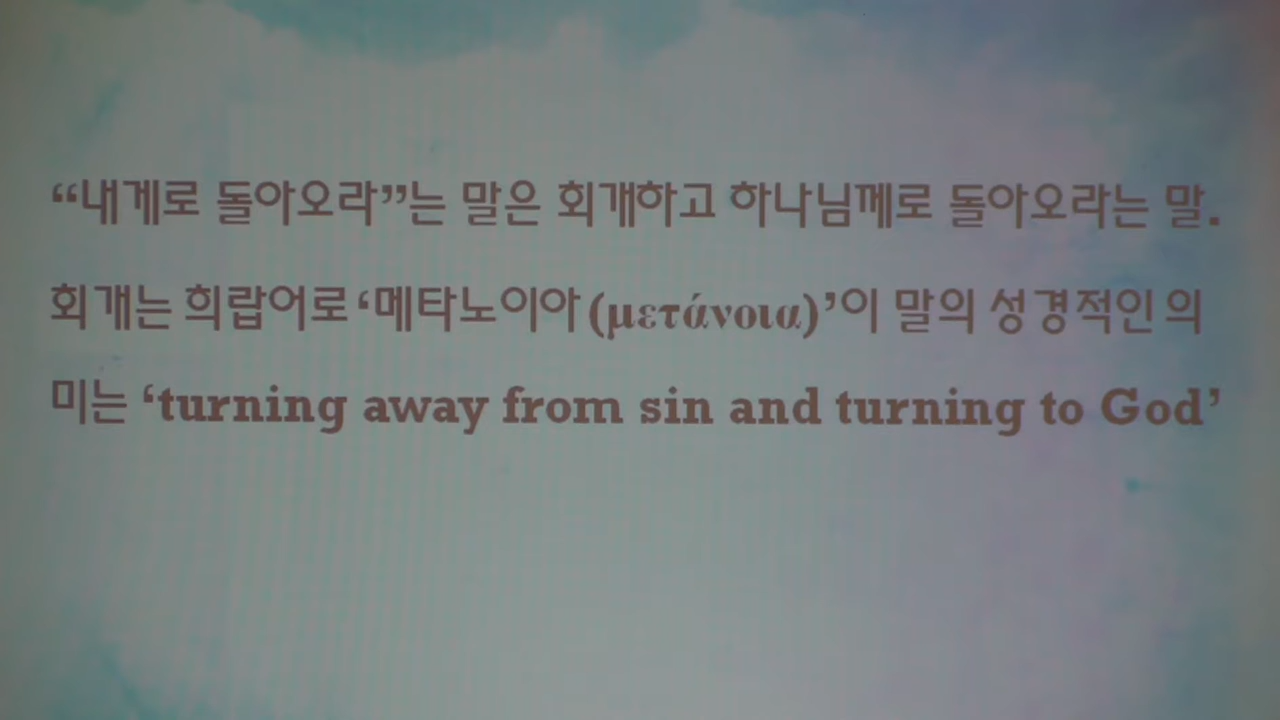 “내게로 돌아오라”는 말은 회개하고 하나님께로 돌아오라는 말.
회개는 희랍어로 ‘메타노이아(μετάνοια)’이 말의 성경적인 의
미는 ‘turning away from sin and turning to God’